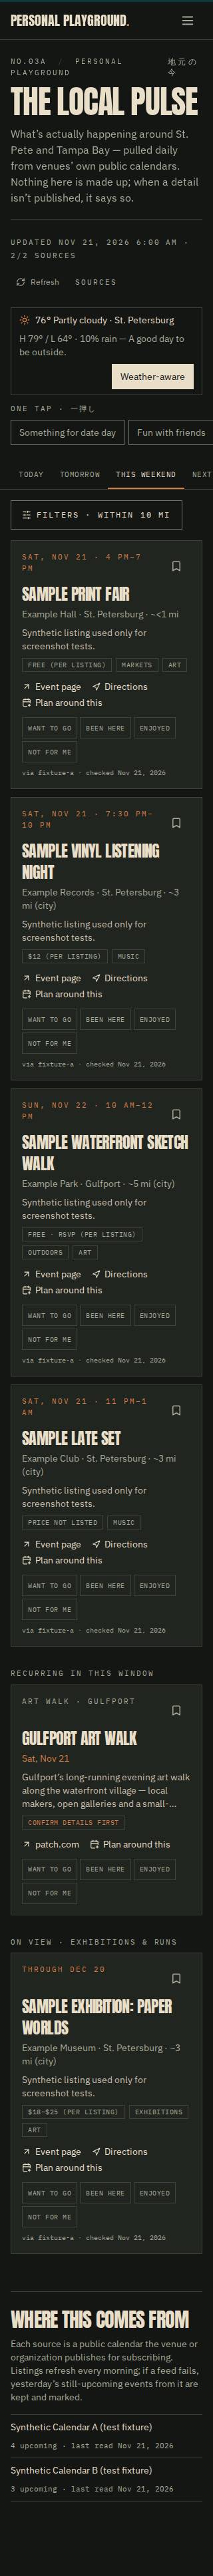 PERSONAL PLAYGROUND.
NO.03A / PERSONAL PLAYGROUND
地元の今
THE LOCAL PULSE
What's actually happening around St. Pete and Tampa Bay — pulled daily from venues' own public calendars. Nothing here is made up; when a detail isn't published, it says so.
UPDATED NOV 21, 2026 6:00 AM · 2/2 SOURCES
Refresh SOURCES
76° Partly cloudy · St. Petersburg
H 79° / L 64° · 10% rain — A good day to be outside.
Weather-aware
ONE TAP · 一押し
Something for date day
Fun with friends
TODAY TOMORROW THIS WEEKEND NEXT
FILTERS · WITHIN 10 MI
SAT, NOV 21 · 4 PM–7 PM
SAMPLE PRINT FAIR
Example Hall · St. Petersburg · ~<1 mi
Synthetic listing used only for screenshot tests.
FREE (PER LISTING) MARKETS ART
Event page Directions
Plan around this
WANT TO GO BEEN HERE ENJOYED
NOT FOR ME
via fixture-a · checked Nov 21, 2026
SAT, NOV 21 · 7:30 PM–10 PM
SAMPLE VINYL LISTENING NIGHT
Example Records · St. Petersburg · ~3 mi (city)
Synthetic listing used only for screenshot tests.
$12 (PER LISTING) MUSIC
Event page Directions
Plan around this
WANT TO GO BEEN HERE ENJOYED
NOT FOR ME
via fixture-a · checked Nov 21, 2026
SUN, NOV 22 · 10 AM–12 PM
SAMPLE WATERFRONT SKETCH WALK
Example Park · Gulfport · ~5 mi (city)
Synthetic listing used only for screenshot tests.
FREE · RSVP (PER LISTING)
OUTDOORS ART
Event page Directions
Plan around this
WANT TO GO BEEN HERE ENJOYED
NOT FOR ME
via fixture-a · checked Nov 21, 2026
SAT, NOV 21 · 11 PM–1 AM
SAMPLE LATE SET
Example Club · St. Petersburg · ~3 mi (city)
Synthetic listing used only for screenshot tests.
PRICE NOT LISTED MUSIC
Event page Directions
Plan around this
WANT TO GO BEEN HERE ENJOYED
NOT FOR ME
via fixture-a · checked Nov 21, 2026
RECURRING IN THIS WINDOW
ART WALK · GULFPORT
GULFPORT ART WALK
Sat, Nov 21
Gulfport's long-running evening art walk along the waterfront village — local makers, open galleries and a small-…
CONFIRM DETAILS FIRST
patch.com Plan around this
WANT TO GO BEEN HERE ENJOYED
NOT FOR ME
ON VIEW · EXHIBITIONS & RUNS
THROUGH DEC 20
SAMPLE EXHIBITION: PAPER WORLDS
Example Museum · St. Petersburg · ~3 mi (city)
Synthetic listing used only for screenshot tests.
$18–$25 (PER LISTING) EXHIBITIONS
ART
Event page Directions
Plan around this
WANT TO GO BEEN HERE ENJOYED
NOT FOR ME
via fixture-a · checked Nov 21, 2026
WHERE THIS COMES FROM
Each source is a public calendar the venue or organization publishes for subscribing. Listings refresh every morning; if a feed fails, yesterday's still-upcoming events from it are kept and marked.
Synthetic Calendar A (test fixture)
4 upcoming · last read Nov 21, 2026
Synthetic Calendar B (test fixture)
3 upcoming · last read Nov 21, 2026